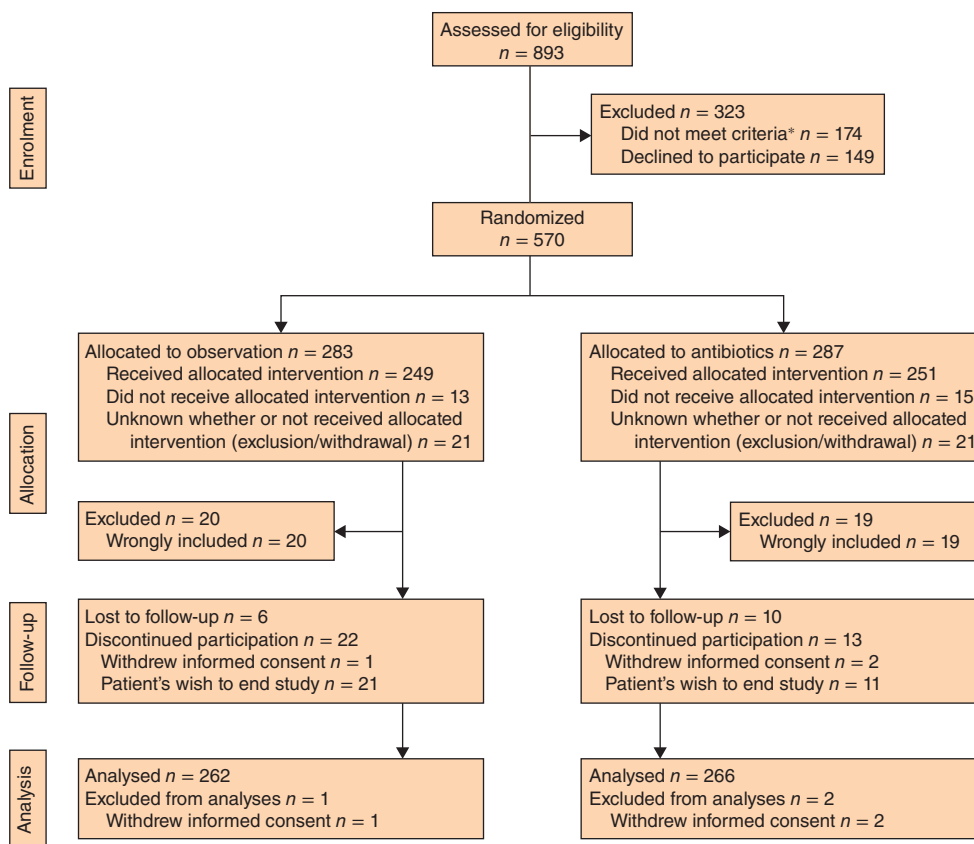 Assessed for eligibility
n = 893
Enrolment
Excluded n = 323
Did not meet criteria* n = 174
Declined to participate n = 149
Randomized
n = 570
Allocation
Allocated to observation n = 283
Received allocated intervention n = 249
Did not receive allocated intervention n = 13
Unknown whether or not received allocated
intervention (exclusion/withdrawal) n = 21
Allocated to antibiotics n = 287
Received allocated intervention n = 251
Did not receive allocated intervention n = 15
Unknown whether or not received allocated
intervention (exclusion/withdrawal) n = 21
Excluded n = 20
Wrongly included n = 20
Excluded n = 19
Wrongly included n = 19
Follow-up
Lost to follow-up n = 6
Discontinued participation n = 22
Withdrew informed consent n = 1
Patient's wish to end study n = 21
Lost to follow-up n = 10
Discontinued participation n = 13
Withdrew informed consent n = 2
Patient's wish to end study n = 11
Analysis
Analysed n = 262
Excluded from analyses n = 1
Withdrew informed consent n = 1
Analysed n = 266
Excluded from analyses n = 2
Withdrew informed consent n = 2